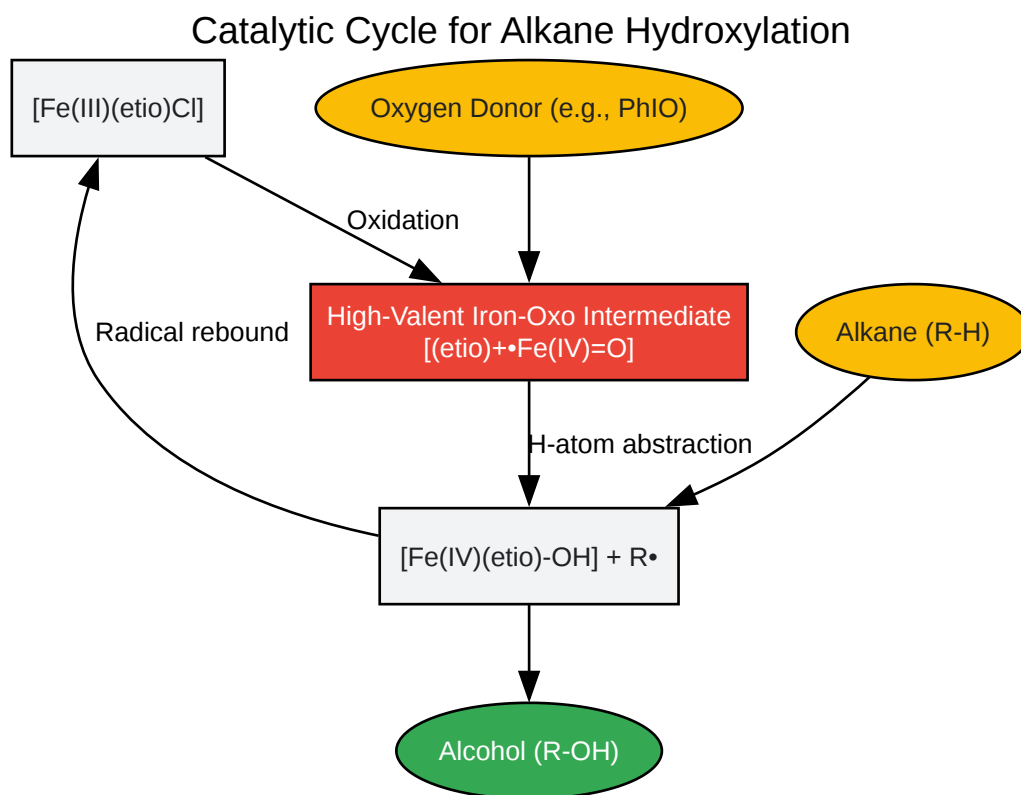 Catalytic Cycle for Alkane Hydroxylation
[Fe(III)(etio)Cl]
Oxygen Donor (e.g., PhIO)
Oxidation
High-Valent Iron-Oxo Intermediate
[(etio)+•Fe(IV)=O]
Radical rebound
Alkane (R-H)
H-atom abstraction
[Fe(IV)(etio)-OH] + R•
Alcohol (R-OH)